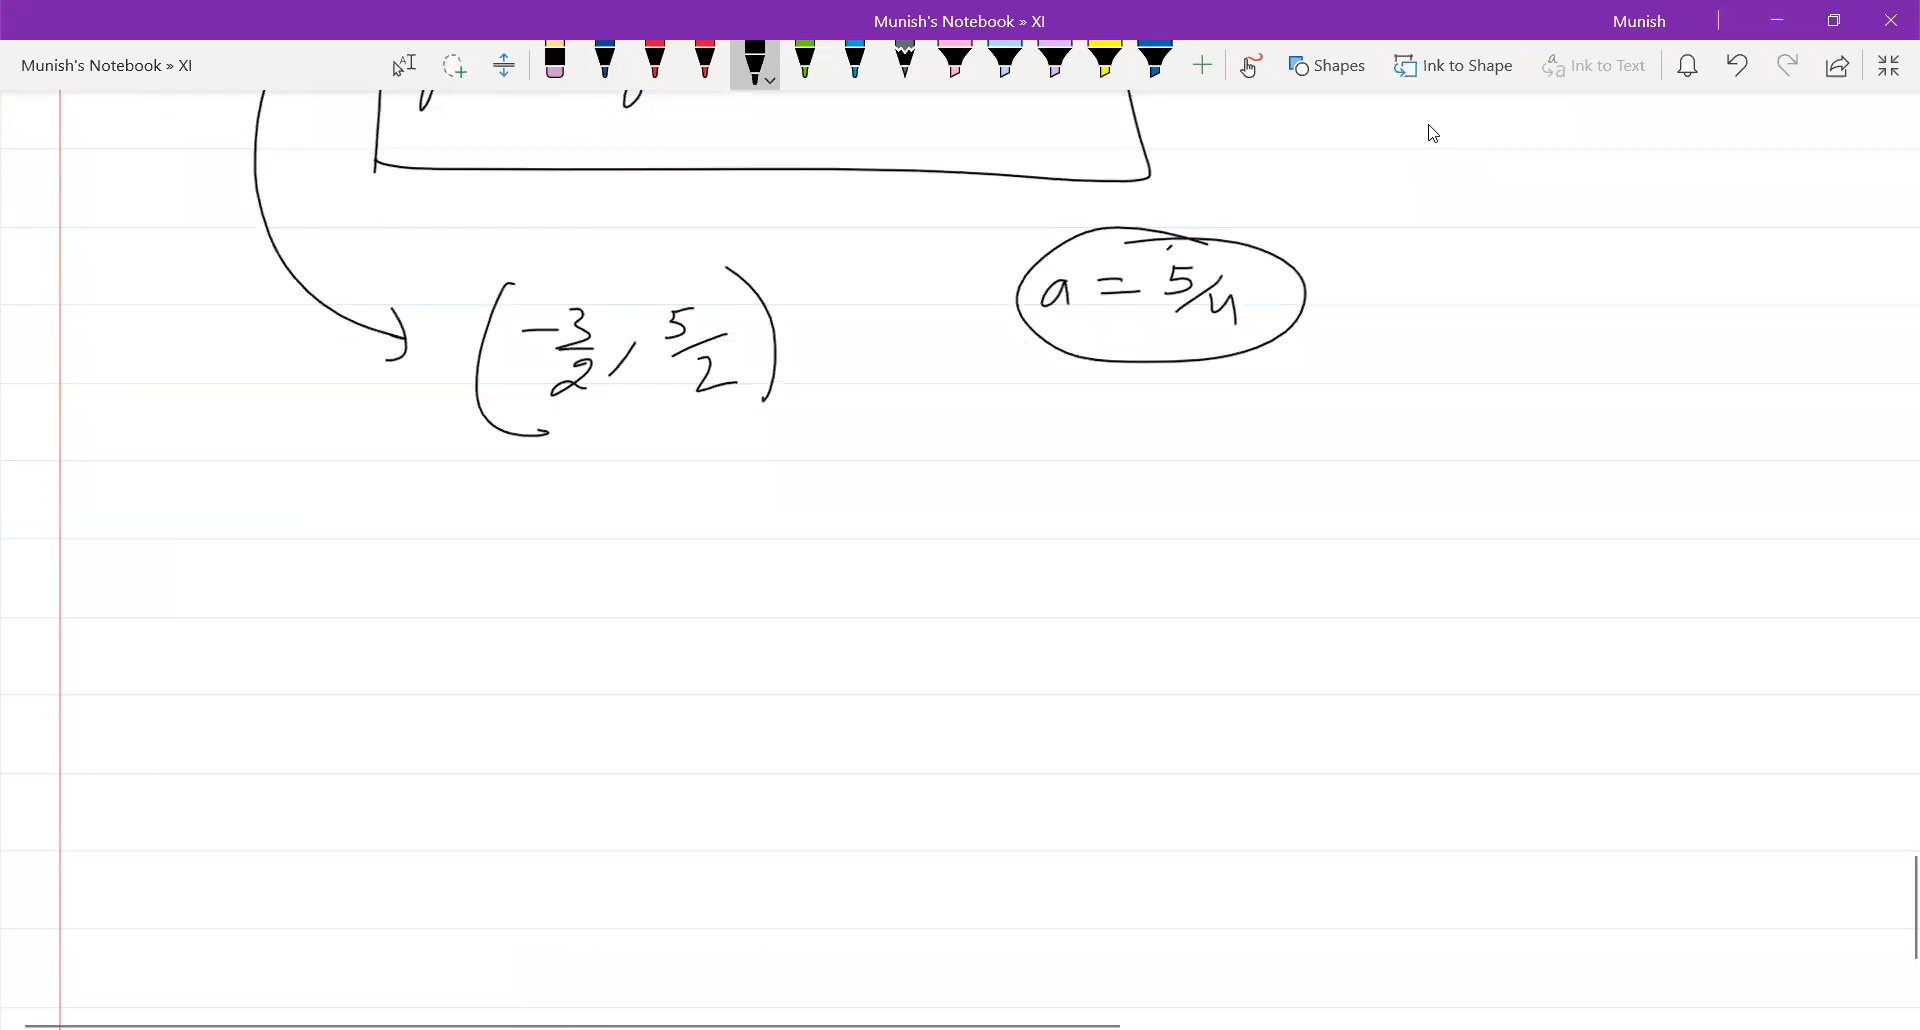 Munish's Notebook » XI
Munish
Munish's Notebook » XI
Shapes
Ink to Shape
Ink to Text
a = 5/4
(-3/2, 5/2)